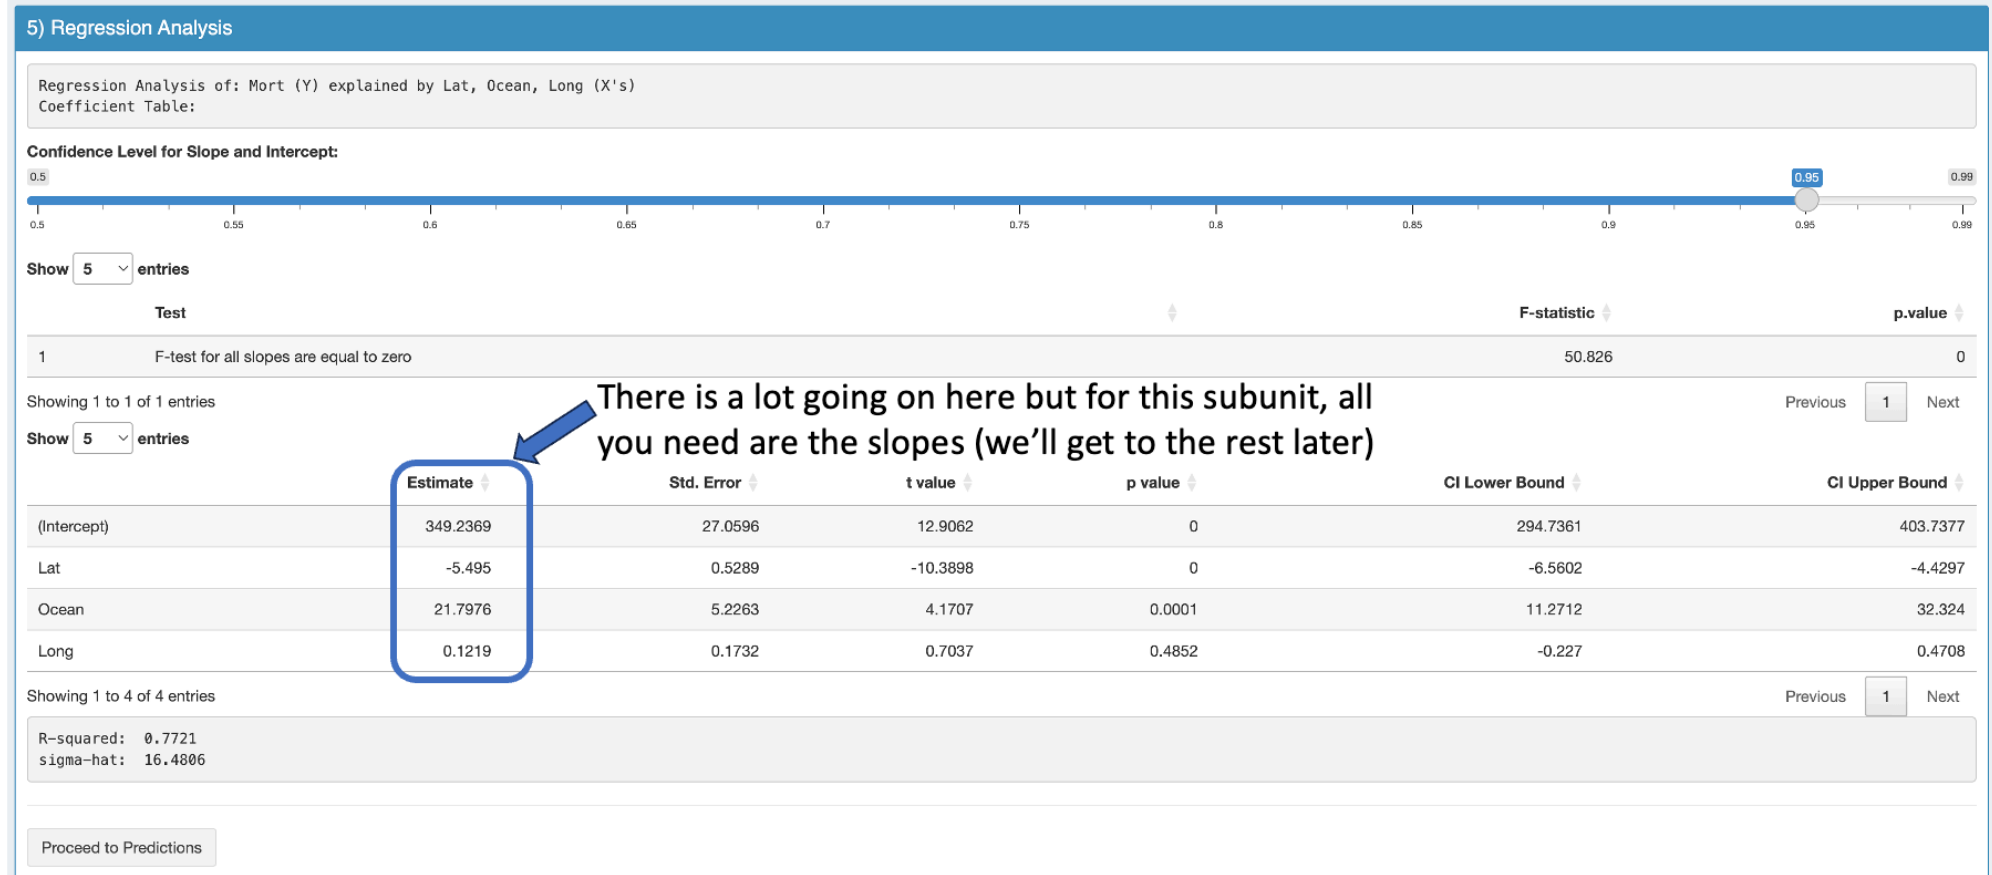 5) Regression Analysis
Regression Analysis of: Mort (Y) explained by Lat, Ocean, Long (X's)
Coefficient Table:
Confidence Level for Slope and Intercept:
0.5 0.95 0.99
0.5 0.55 0.6 0.65 0.7 0.75 0.8 0.85 0.9 0.95 0.99
Show 5 entries
Test F-statistic p.value
1 F-test for all slopes are equal to zero 50.826 0
Showing 1 to 1 of 1 entries Previous 1 Next
There is a lot going on here but for this subunit, all
you need are the slopes (we’ll get to the rest later)
Show 5 entries
Estimate Std. Error t value p value CI Lower Bound CI Upper Bound
(Intercept) 349.2369 27.0596 12.9062 0 294.7361 403.7377
Lat -5.495 0.5289 -10.3898 0 -6.5602 -4.4297
Ocean 21.7976 5.2263 4.1707 0.0001 11.2712 32.324
Long 0.1219 0.1732 0.7037 0.4852 -0.227 0.4708
Showing 1 to 4 of 4 entries Previous 1 Next
R-squared: 0.7721
sigma-hat: 16.4806
Proceed to Predictions